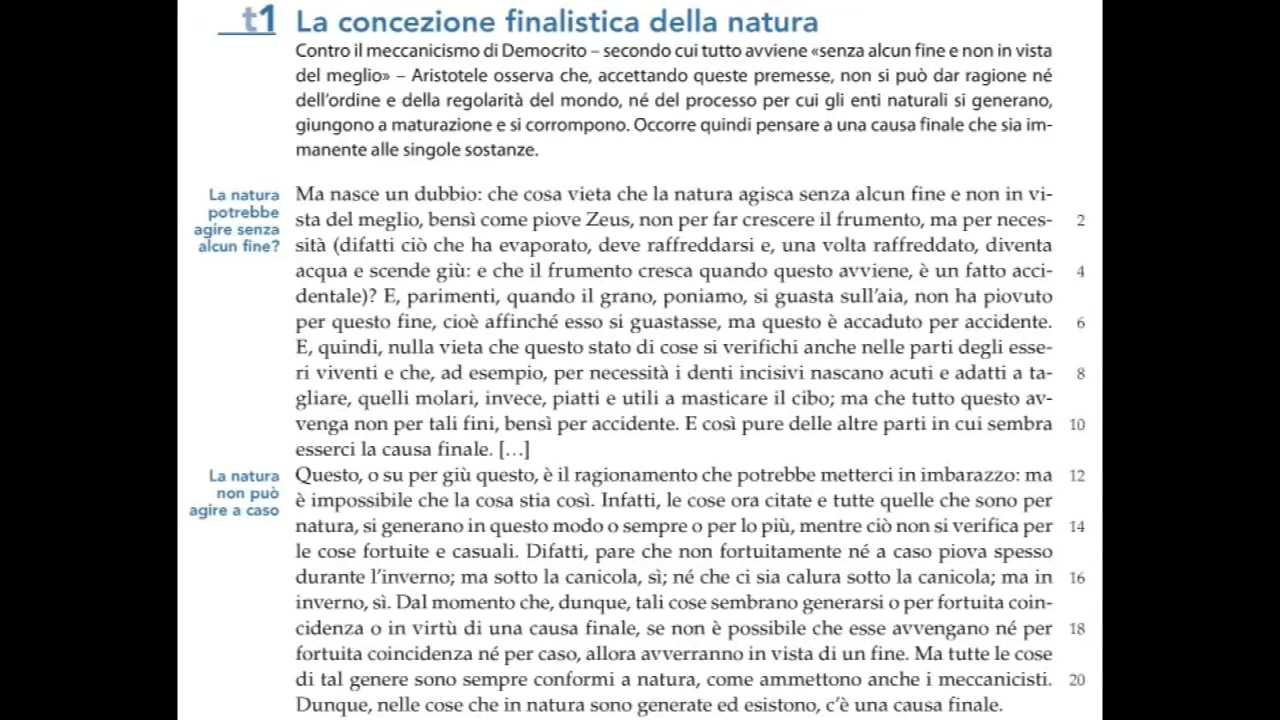 t1 La concezione finalistica della natura
Contro il meccanicismo di Democrito – secondo cui tutto avviene «senza alcun fine e non in vista
del meglio» – Aristotele osserva che, accettando queste premesse, non si può dar ragione né
dell'ordine e della regolarità del mondo, né del processo per cui gli enti naturali si generano,
giungono a maturazione e si corrompono. Occorre quindi pensare a una causa finale che sia im-
manente alle singole sostanze.
La natura
potrebbe
agire senza
alcun fine?
Ma nasce un dubbio: che cosa vieta che la natura agisca senza alcun fine e non in vi-
sta del meglio, bensì come piove Zeus, non per far crescere il frumento, ma per neces- 2
sità (difatti ciò che ha evaporato, deve raffreddarsi e, una volta raffreddato, diventa
acqua e scende giù: e che il frumento cresca quando questo avviene, è un fatto acci- 4
dentale)? E, parimenti, quando il grano, poniamo, si guasta sull'aia, non ha piovuto
per questo fine, cioè affinché esso si guastasse, ma questo è accaduto per accidente. 6
E, quindi, nulla vieta che questo stato di cose si verifichi anche nelle parti degli esse-
ri viventi e che, ad esempio, per necessità i denti incisivi nascano acuti e adatti a ta- 8
gliare, quelli molari, invece, piatti e utili a masticare il cibo; ma che tutto questo av-
venga non per tali fini, bensì per accidente. E così pure delle altre parti in cui sembra 10
esserci la causa finale. […]
La natura
non può
agire a caso
Questo, o su per giù questo, è il ragionamento che potrebbe metterci in imbarazzo: ma 12
è impossibile che la cosa stia così. Infatti, le cose ora citate e tutte quelle che sono per
natura, si generano in questo modo o sempre o per lo più, mentre ciò non si verifica per 14
le cose fortuite e casuali. Difatti, pare che non fortuitamente né a caso piova spesso
durante l'inverno; ma sotto la canicola, sì; né che ci sia calura sotto la canicola; ma in 16
inverno, sì. Dal momento che, dunque, tali cose sembrano generarsi o per fortuita coin-
cidenza o in virtù di una causa finale, se non è possibile che esse avvengano né per 18
fortuita coincidenza né per caso, allora avverranno in vista di un fine. Ma tutte le cose
di tal genere sono sempre conformi a natura, come ammettono anche i meccanicisti. 20
Dunque, nelle cose che in natura sono generate ed esistono, c'è una causa finale.